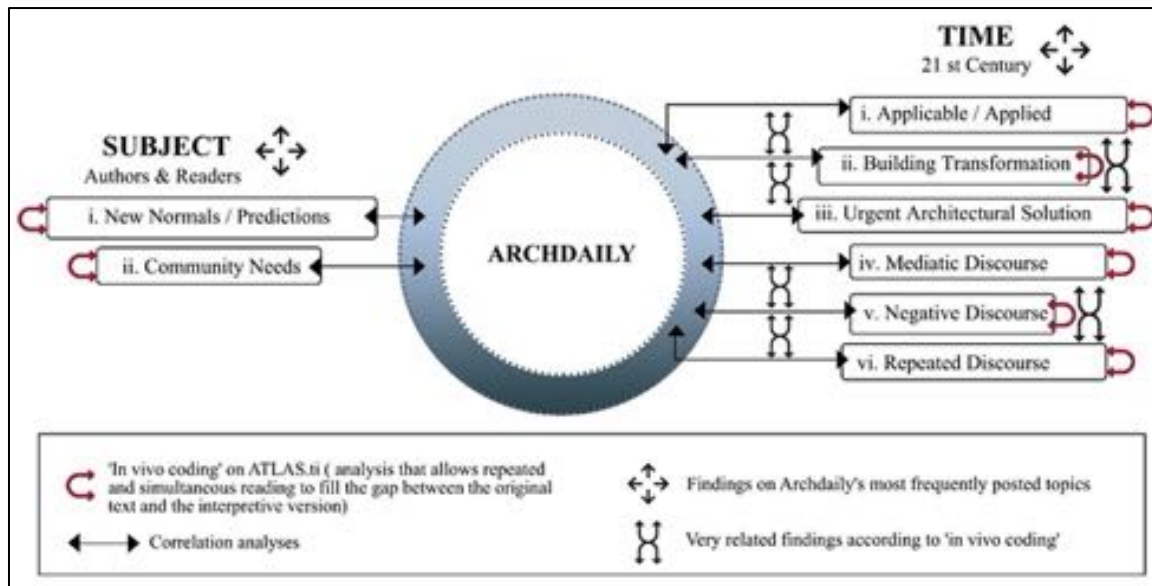 SUBJECT
Authors & Readers
i. New Normals / Predictions
ii. Community Needs
ARCHDAILY
TIME
21 st Century
i. Applicable / Applied
ii. Building Transformation
iii. Urgent Architectural Solution
iv. Mediatic Discourse
v. Negative Discourse
vi. Repeated Discourse
'In vivo coding' on ATLAS.ti ( analysis that allows repeated
and simultaneous reading to fill the gap between the original
text and the interpretive version)
Correlation analyses
Findings on Archdaily's most frequently posted topics
Very related findings according to 'in vivo coding'